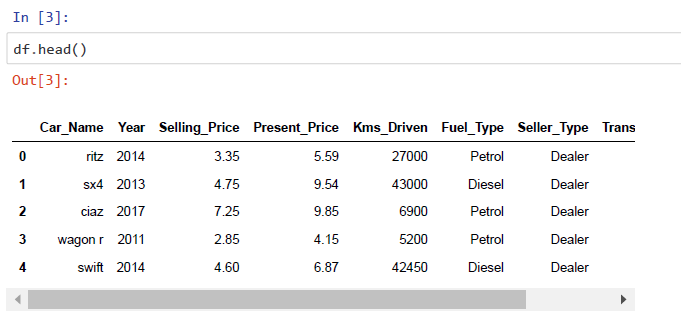 In [3]:
df.head()
Out[3]:
Car_Name Year Selling_Price Present_Price Kms_Driven Fuel_Type Seller_Type Trans
0 ritz 2014 3.35 5.59 27000 Petrol Dealer
1 sx4 2013 4.75 9.54 43000 Diesel Dealer
2 ciaz 2017 7.25 9.85 6900 Petrol Dealer
3 wagon r 2011 2.85 4.15 5200 Petrol Dealer
4 swift 2014 4.60 6.87 42450 Diesel Dealer